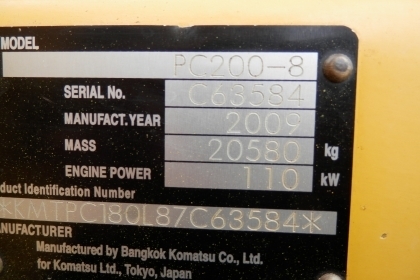 MODEL
PC200-8
SERIAL No. C63584
MANUFACT.YEAR 2009
MASS 20580 kg
ENGINE POWER 110 kW
duct Identification Number
*KMTPC180L87C63584*
ANUFACTURER
Manufactured by Bangkok Komatsu Co., Ltd.
for Komatsu Ltd., Tokyo, Japan